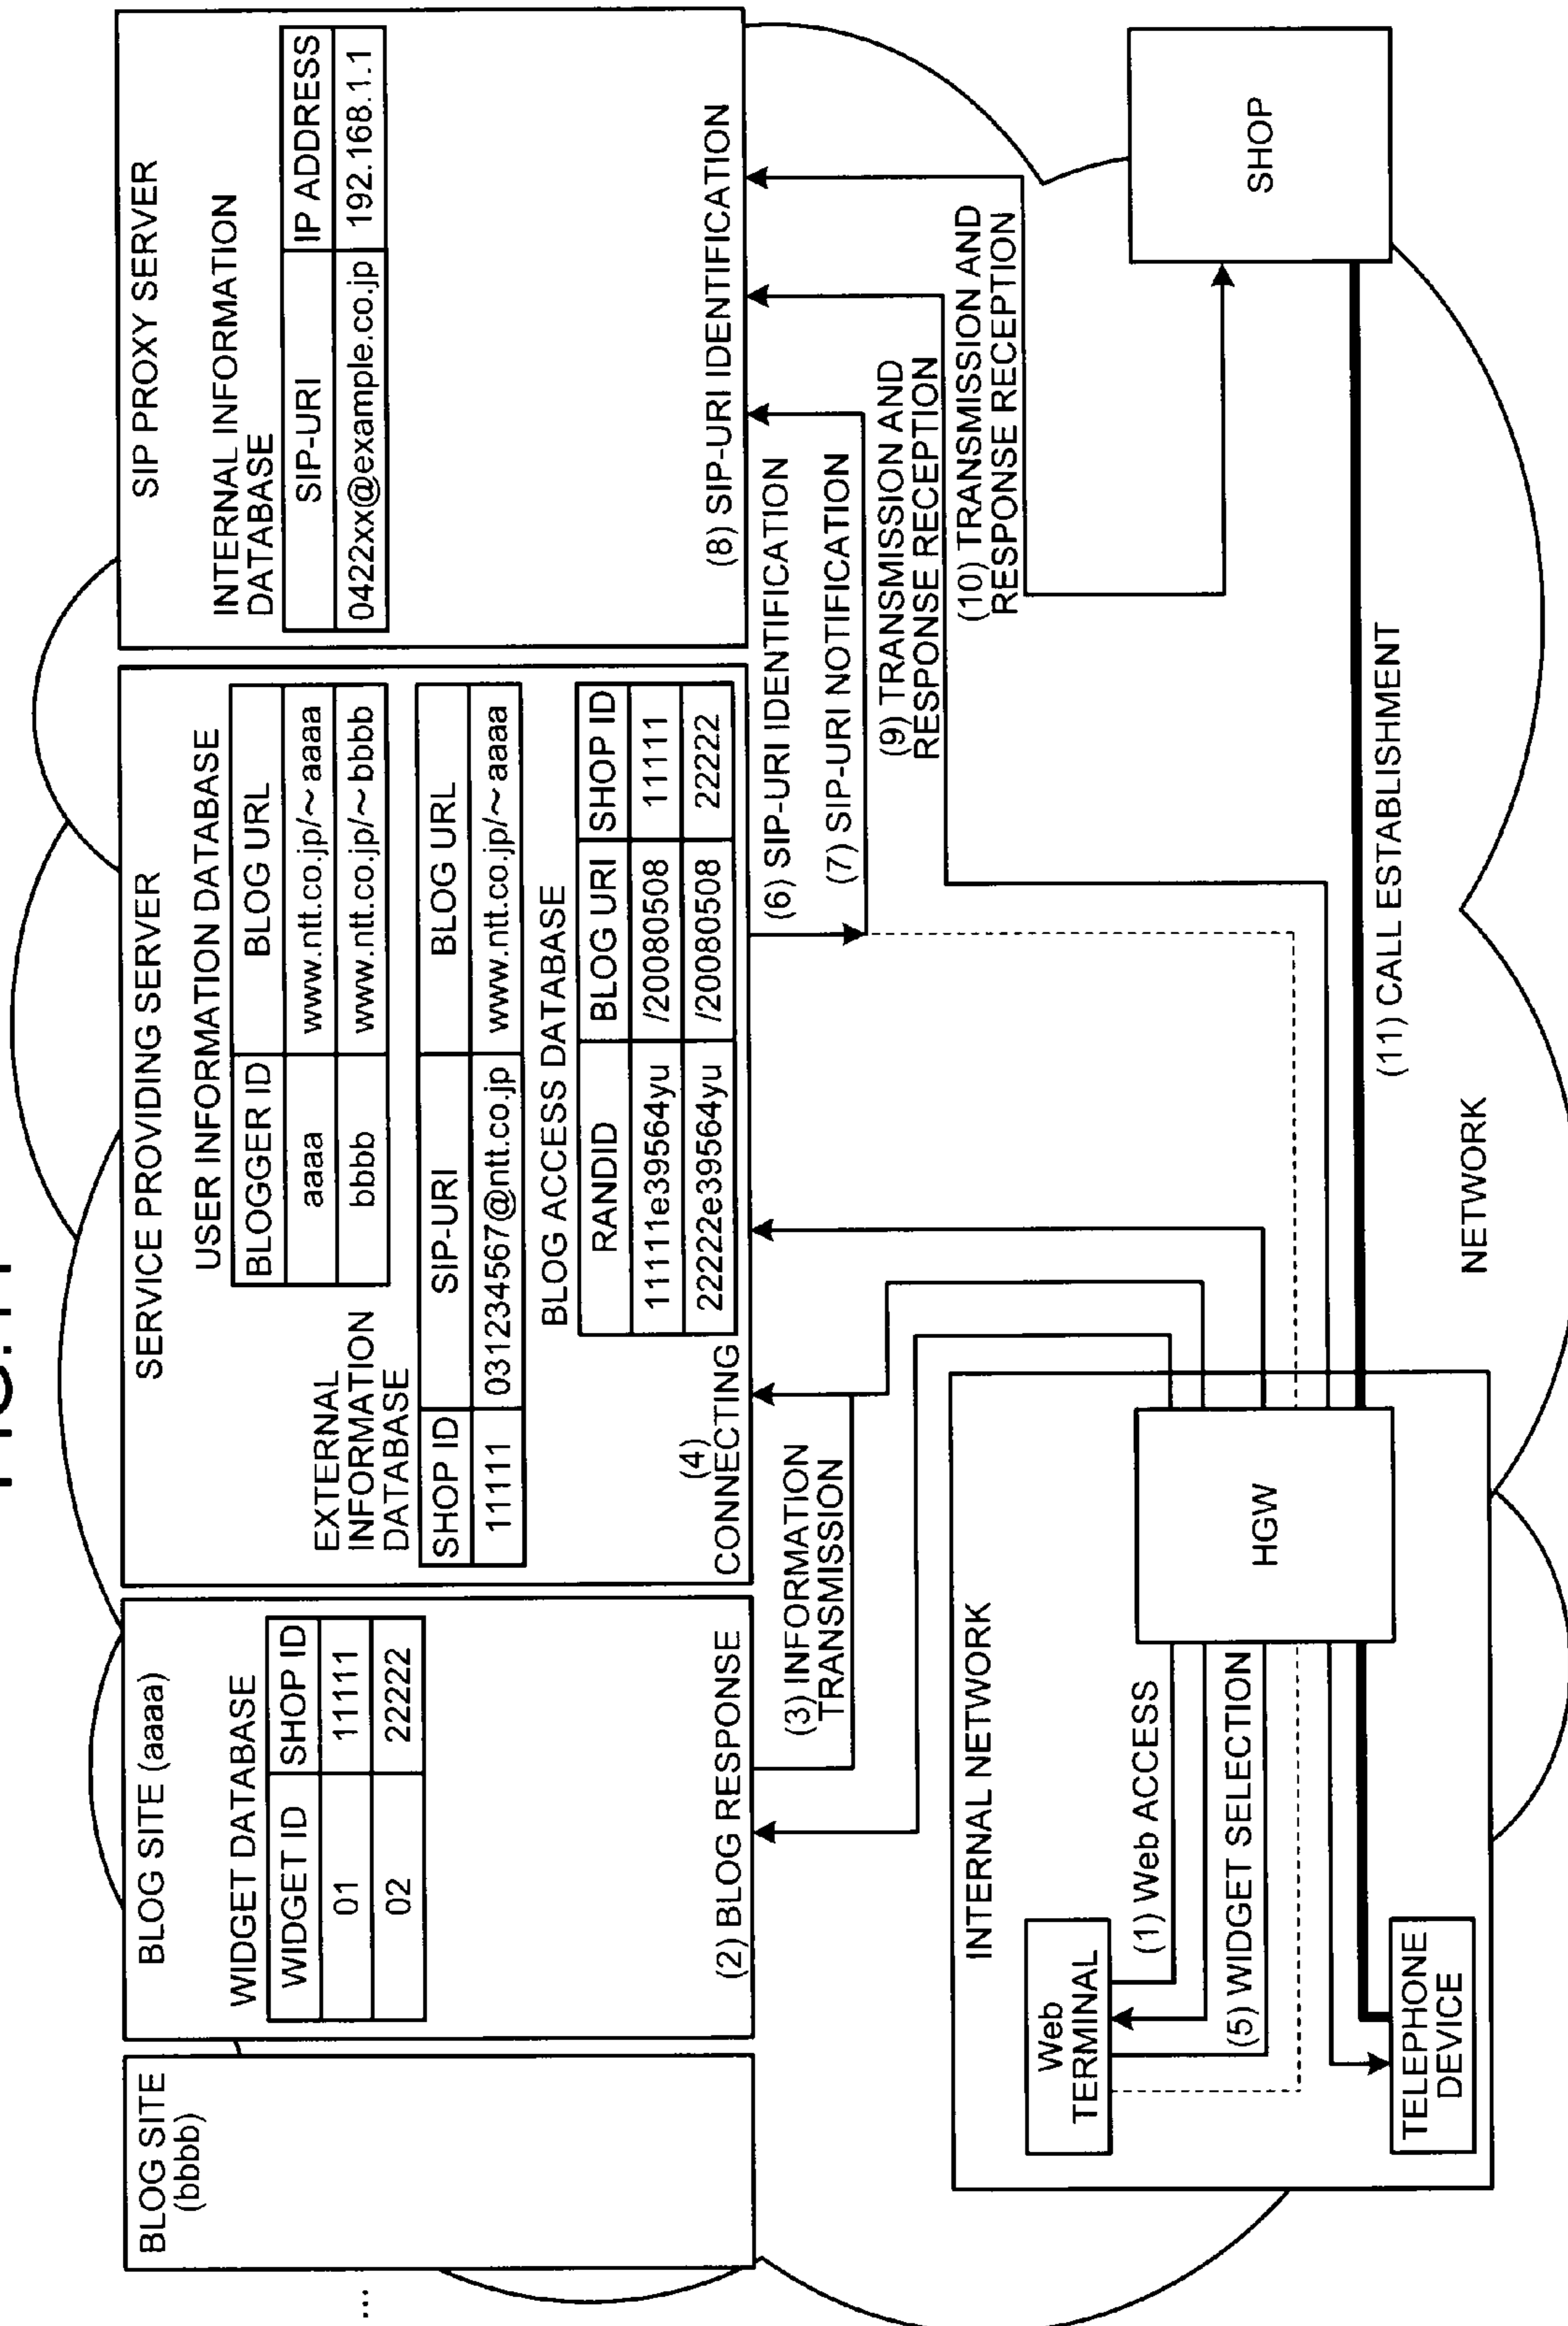 BLOG SITE
(bbbb)
...
BLOG SITE (aaaa)
WIDGET DATABASE
WIDGET ID SHOP ID
01 11111
02 22222
(2) BLOG RESPONSE
SERVICE PROVIDING SERVER
USER INFORMATION DATABASE
BLOGGER ID BLOG URL
aaaa www.ntt.co.jp/~aaaa
bbbb www.ntt.co.jp/~bbbb
EXTERNAL
INFORMATION
DATABASE
SHOP ID SIP-URI BLOG URL
11111 031234567@ntt.co.jp www.ntt.co.jp/~aaaa
BLOG ACCESS DATABASE
RANDID BLOG URI SHOP ID
11111e39564yu /20080508 11111
22222e39564yu /20080508 22222
(4)
CONNECTING
SIP PROXY SERVER
INTERNAL INFORMATION
DATABASE
SIP-URI IP ADDRESS
0422xx@example.co.jp 192.168.1.1
(8) SIP-URI IDENTIFICATION
(3) INFORMATION
TRANSMISSION
(6) SIP-URI IDENTIFICATION
(7) SIP-URI NOTIFICATION
(9) TRANSMISSION AND
RESPONSE RECEPTION
(10) TRANSMISSION AND
RESPONSE RECEPTION
INTERNAL NETWORK
Web
TERMINAL
(1) Web ACCESS
(5) WIDGET SELECTION
HGW
SHOP
TELEPHONE
DEVICE
(11) CALL ESTABLISHMENT
NETWORK